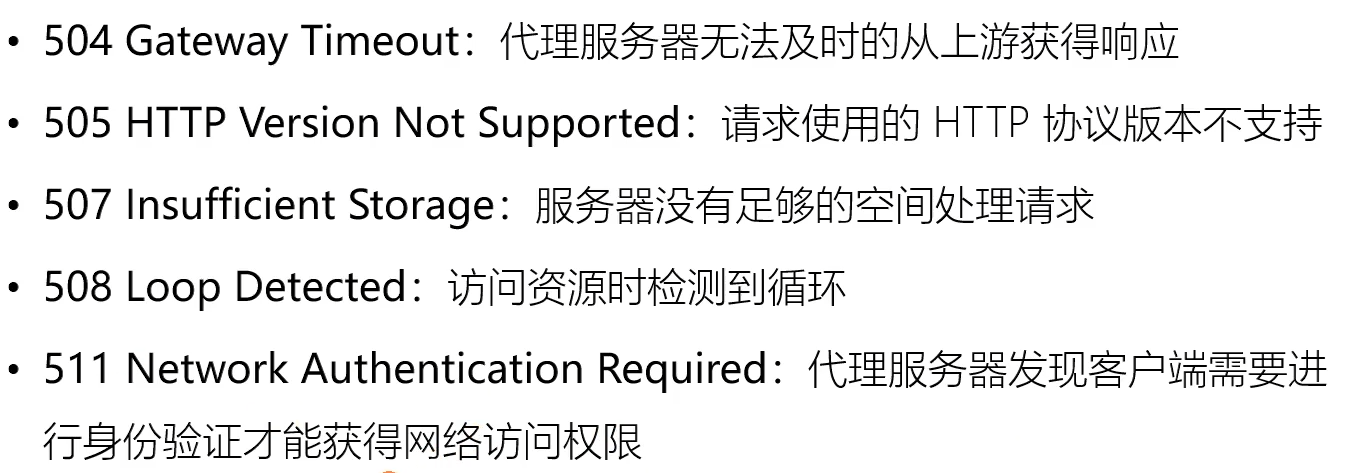 • 504 Gateway Timeout：代理服务器无法及时的从上游获得响应
• 505 HTTP Version Not Supported：请求使用的 HTTP 协议版本不支持
• 507 Insufficient Storage：服务器没有足够的空间处理请求
• 508 Loop Detected：访问资源时检测到循环
• 511 Network Authentication Required：代理服务器发现客户端需要进
行身份验证才能获得网络访问权限